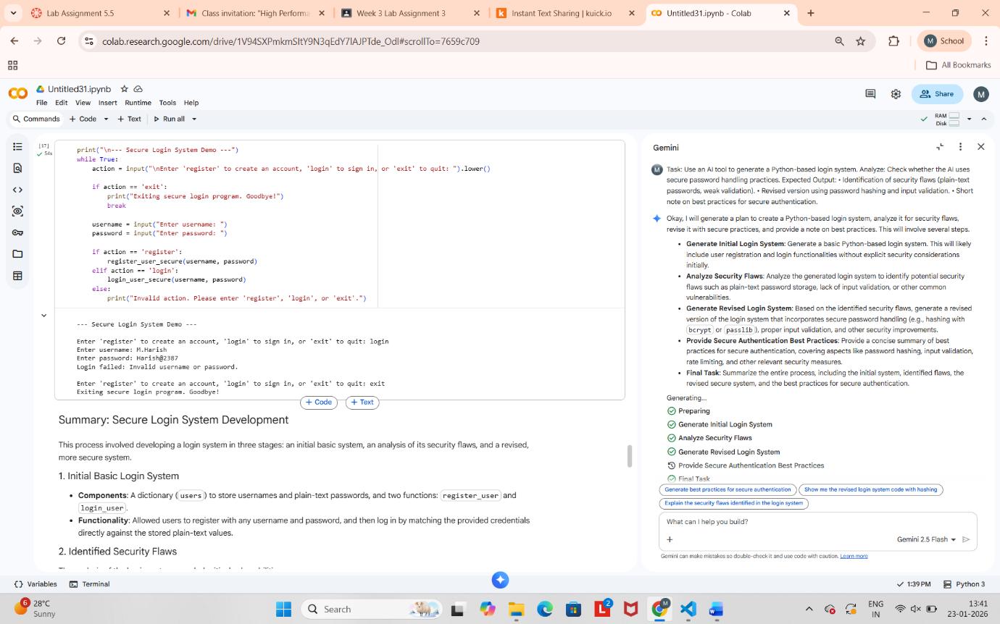 Lab Assignment 5.5
Class invitation: "High Performa
Week 3 Lab Assignment 3
Instant Text Sharing | kuick.io
Untitled31.ipynb - Colab
colab.research.google.com/drive/1V94SXPmkmSItY9N3qEdY7lAJPTde_OdI#scrollTo=7659c709
M School
All Bookmarks
Untitled31.ipynb
File Edit View Insert Runtime Tools Help
Share
M
Commands + Code + Text Run all
RAM
Disk
[17]
54s
print("\n--- Secure Login System Demo ---")
while True:
action = input("\nEnter 'register' to create an account, 'login' to sign in, or 'exit' to quit: ").lower()
if action == 'exit':
print("Exiting secure login program. Goodbye!")
break
username = input("Enter username: ")
password = input("Enter password: ")
if action == 'register':
register_user_secure(username, password)
elif action == 'login':
login_user_secure(username, password)
else:
print("Invalid action. Please enter 'register', 'login', or 'exit'.")
--- Secure Login System Demo ---
Enter 'register' to create an account, 'login' to sign in, or 'exit' to quit: login
Enter username: M.Harish
Enter password: Harish@2387
Login failed: Invalid username or password.
Enter 'register' to create an account, 'login' to sign in, or 'exit' to quit: exit
Exiting secure login program. Goodbye!
+ Code + Text
Summary: Secure Login System Development
This process involved developing a login system in three stages: an initial basic system, an analysis of its security flaws, and a revised,
more secure system.
1. Initial Basic Login System
• Components: A dictionary (users) to store usernames and plain-text passwords, and two functions: register_user and
login_user.
• Functionality: Allowed users to register with any username and password, and then log in by matching the provided credentials
directly against the stored plain-text values.
2. Identified Security Flaws
Gemini
M
Task: Use an AI tool to generate a Python-based login system. Analyze: Check whether the AI uses
secure password handling practices. Expected Output: • Identification of security flaws (plain-text
passwords, weak validation). • Revised version using password hashing and input validation. • Short
note on best practices for secure authentication.
Okay, I will generate a plan to create a Python-based login system, analyze it for security flaws,
revise it with secure practices, and provide a note on best practices. This will involve several steps.
• Generate Initial Login System: Generate a basic Python-based login system. This will likely
include user registration and login functionalities without explicit security considerations
initially.
• Analyze Security Flaws: Analyze the generated login system to identify potential security
flaws such as plain-text password storage, lack of input validation, or other common
vulnerabilities.
• Generate Revised Login System: Based on the identified security flaws, generate a revised
version of the login system that incorporates secure password handling (e.g., hashing with
bcrypt or passlib), proper input validation, and other security improvements.
• Provide Secure Authentication Best Practices: Provide a concise summary of best
practices for secure authentication, covering aspects like password hashing, input validation,
rate limiting, and other relevant security measures.
• Final Task: Summarize the entire process, including the initial system, identified flaws, the
revised secure system, and the best practices for secure authentication.
Generating...
Preparing
Generate Initial Login System
Analyze Security Flaws
Generate Revised Login System
Provide Secure Authentication Best Practices
Final Task
Generate best practices for secure authentication
Show me the revised login system code with hashing
Explain the security flaws identified in the login system
What can I help you build?
+ Gemini 2.5 Flash
Gemini can make mistakes so double-check it and use code with caution. Learn more
Variables Terminal
1:39 PM Python 3
6
28°C
Sunny
Search
L 2
M
ENG
IN
13:41
23-01-2026